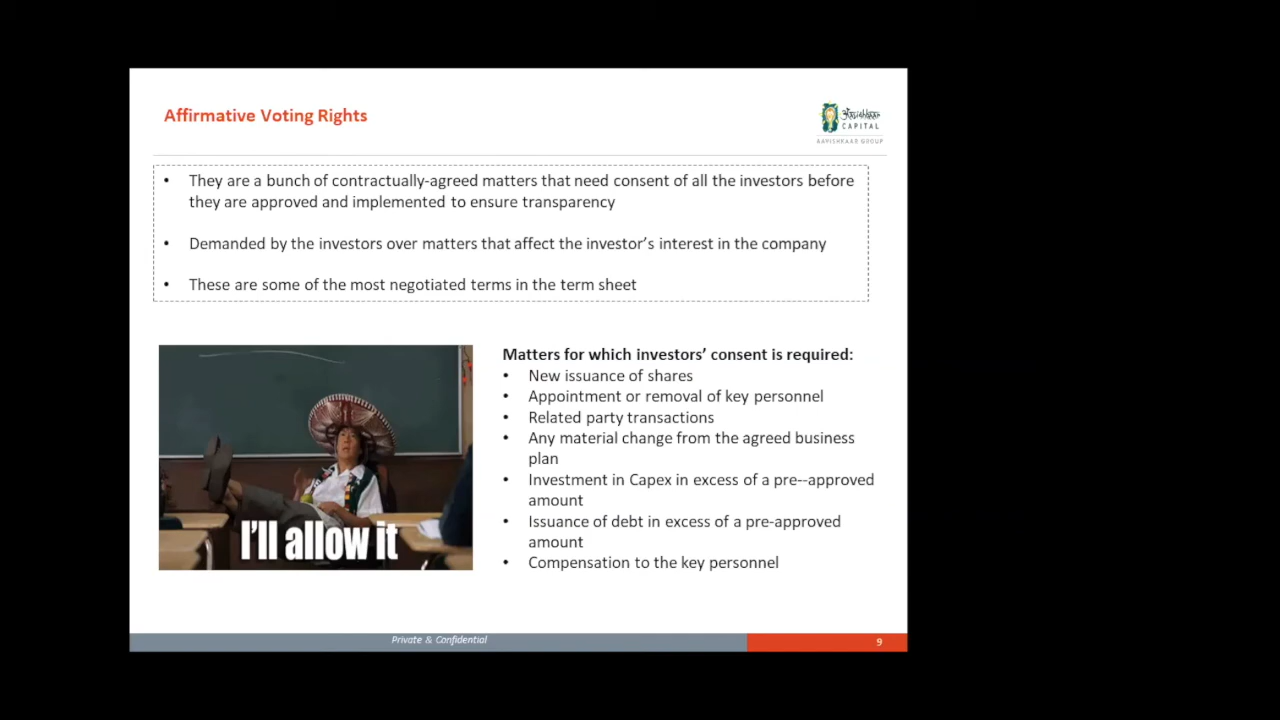 Affirmative Voting Rights
आविष्कार
CAPITAL
AAVISHKAAR GROUP
• They are a bunch of contractually-agreed matters that need consent of all the investors before
they are approved and implemented to ensure transparency
• Demanded by the investors over matters that affect the investor’s interest in the company
• These are some of the most negotiated terms in the term sheet
I'll allow it
Matters for which investors’ consent is required:
• New issuance of shares
• Appointment or removal of key personnel
• Related party transactions
• Any material change from the agreed business
plan
• Investment in Capex in excess of a pre--approved
amount
• Issuance of debt in excess of a pre-approved
amount
• Compensation to the key personnel
Private & Confidential
9